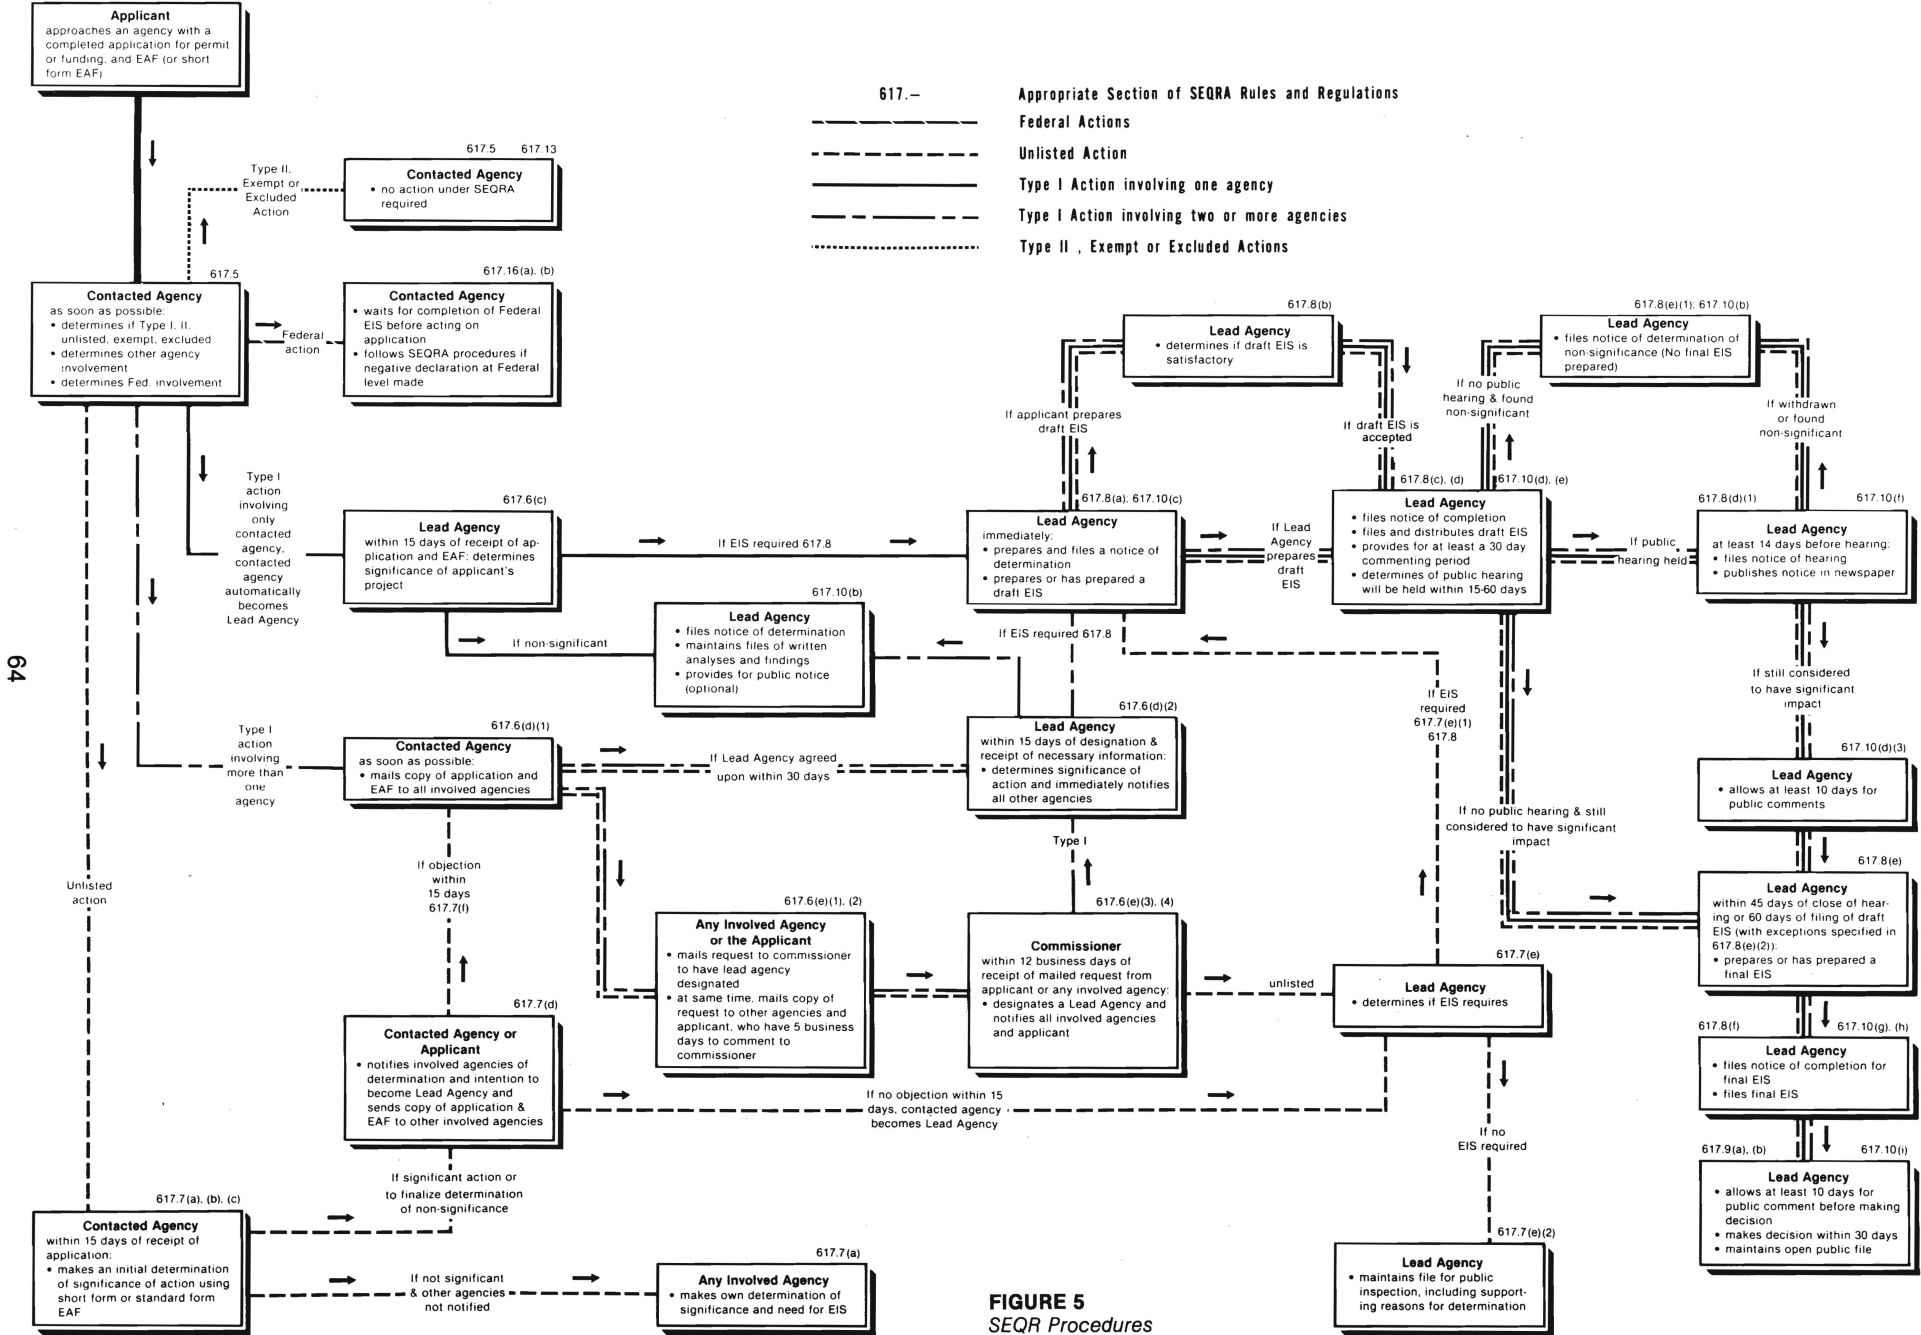 Applicant
approaches an agency with a
completed application for permit
or funding, and EAF (or short
form EAF)
617.—
Appropriate Section of SEQRA Rules and Regulations
Federal Actions
Unlisted Action
Type I Action involving one agency
Type I Action involving two or more agencies
Type II , Exempt or Excluded Actions
Type II.
Exempt or
Excluded
Action
617.5 617.13
Contacted Agency
• no action under SEQRA
required
617.5
Contacted Agency
as soon as possible:
• determines if Type I. II.
unlisted, exempt, excluded
• determines other agency
involvement
• determines Fed. involvement
Federal
action
617.16(a). (b)
Contacted Agency
• waits for completion of Federal
EIS before acting on
application
• follows SEQRA procedures if
negative declaration at Federal
level made
617.8(b)
Lead Agency
• determines if draft EIS is
satisfactory
617.8(e)(1): 617.10(b)
Lead Agency
• files notice of determination of
non-significance (No final EIS
prepared)
If applicant prepares
draft EIS
If draft EIS is
accepted
If no public
hearing & found
non-significant
If withdrawn
or found
non-significant
Type I
action
involving
only
contacted
agency,
contacted
agency
automatically
becomes
Lead Agency
617.6(c)
Lead Agency
within 15 days of receipt of ap-
plication and EAF: determines
significance of applicant's
project
If EIS required 617.8
617.8(a): 617.10(c)
Lead Agency
immediately:
• prepares and files a notice of
determination
• prepares or has prepared a
draft EIS
If Lead
Agency
prepares
draft
EIS
617.8(c). (d) 617.10(d). (e)
Lead Agency
• files notice of completion
• files and distributes draft EIS
• provides for at least a 30 day
commenting period
• determines of public hearing
will be held within 15-60 days
If public
hearing held
617.8(d)(1) 617.10(f)
Lead Agency
at least 14 days before hearing:
• files notice of hearing
• publishes notice in newspaper
If non-significant
617.10(b)
Lead Agency
• files notice of determination
• maintains files of written
analyses and findings
• provides for public notice
(optional)
If EIS required 617.8
If EIS
required
617.7(e)(1)
617.8
If still considered
to have significant
impact
64
Type I
action
involving
more than
one
agency
617.6(d)(1)
Contacted Agency
as soon as possible:
• mails copy of application and
EAF to all involved agencies
If Lead Agency agreed
upon within 30 days
617.6(d)(2)
Lead Agency
within 15 days of designation &
receipt of necessary information:
• determines significance of
action and immediately notifies
all other agencies
617.10(d)(3)
Lead Agency
• allows at least 10 days for
public comments
If no public hearing & still
considered to have significant
impact
Type I
If objection
within
15 days
617.7(f)
Unlisted
action
617.6(e)(1). (2)
Any Involved Agency
or the Applicant
• mails request to commissioner
to have lead agency
designated
• at same time, mails copy of
request to other agencies and
applicant, who have 5 business
days to comment to
commissioner
617.6(e)(3). (4)
Commissioner
within 12 business days of
receipt of mailed request from
applicant or any involved agency:
• designates a Lead Agency and
notifies all involved agencies
and applicant
unlisted
617.7(e)
Lead Agency
• determines if EIS requires
617.8(e)
Lead Agency
within 45 days of close of hear-
ing or 60 days of filing of draft
EIS (with exceptions specified in
617.8(e)(2)):
• prepares or has prepared a
final EIS
617.7(d)
Contacted Agency or
Applicant
• notifies involved agencies of
determination and intention to
become Lead Agency and
sends copy of application &
EAF to other involved agencies
If no objection within 15
days, contacted agency
becomes Lead Agency
617.8(f) 617.10(g). (h)
Lead Agency
• files notice of completion for
final EIS
• files final EIS
If no
EIS required
If significant action or
to finalize determination
of non-significance
617.9(a), (b) 617.10(i)
Lead Agency
• allows at least 10 days for
public comment before making
decision
• makes decision within 30 days
• maintains open public file
617.7(a). (b). (c)
Contacted Agency
within 15 days of receipt of
application:
• makes an initial determination
of significance of action using
short form or standard form
EAF
If not significant
& other agencies
not notified
617.7(a)
Any Involved Agency
• makes own determination of
significance and need for EIS
617.7(e)(2)
Lead Agency
• maintains file for public
inspection, including support-
ing reasons for determination
FIGURE 5
SEQR Procedures